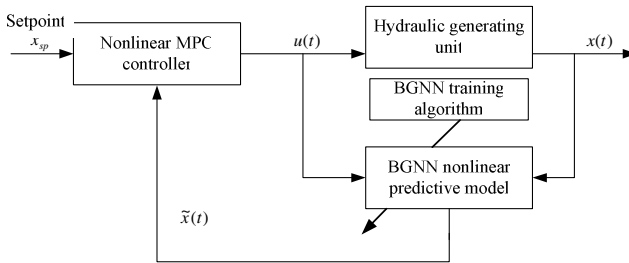 Setpoint
x_sp
Nonlinear MPC
controller
u(t)
Hydraulic generating
unit
x(t)
BGNN training
algorithm
BGNN nonlinear
predictive model
x̃(t)